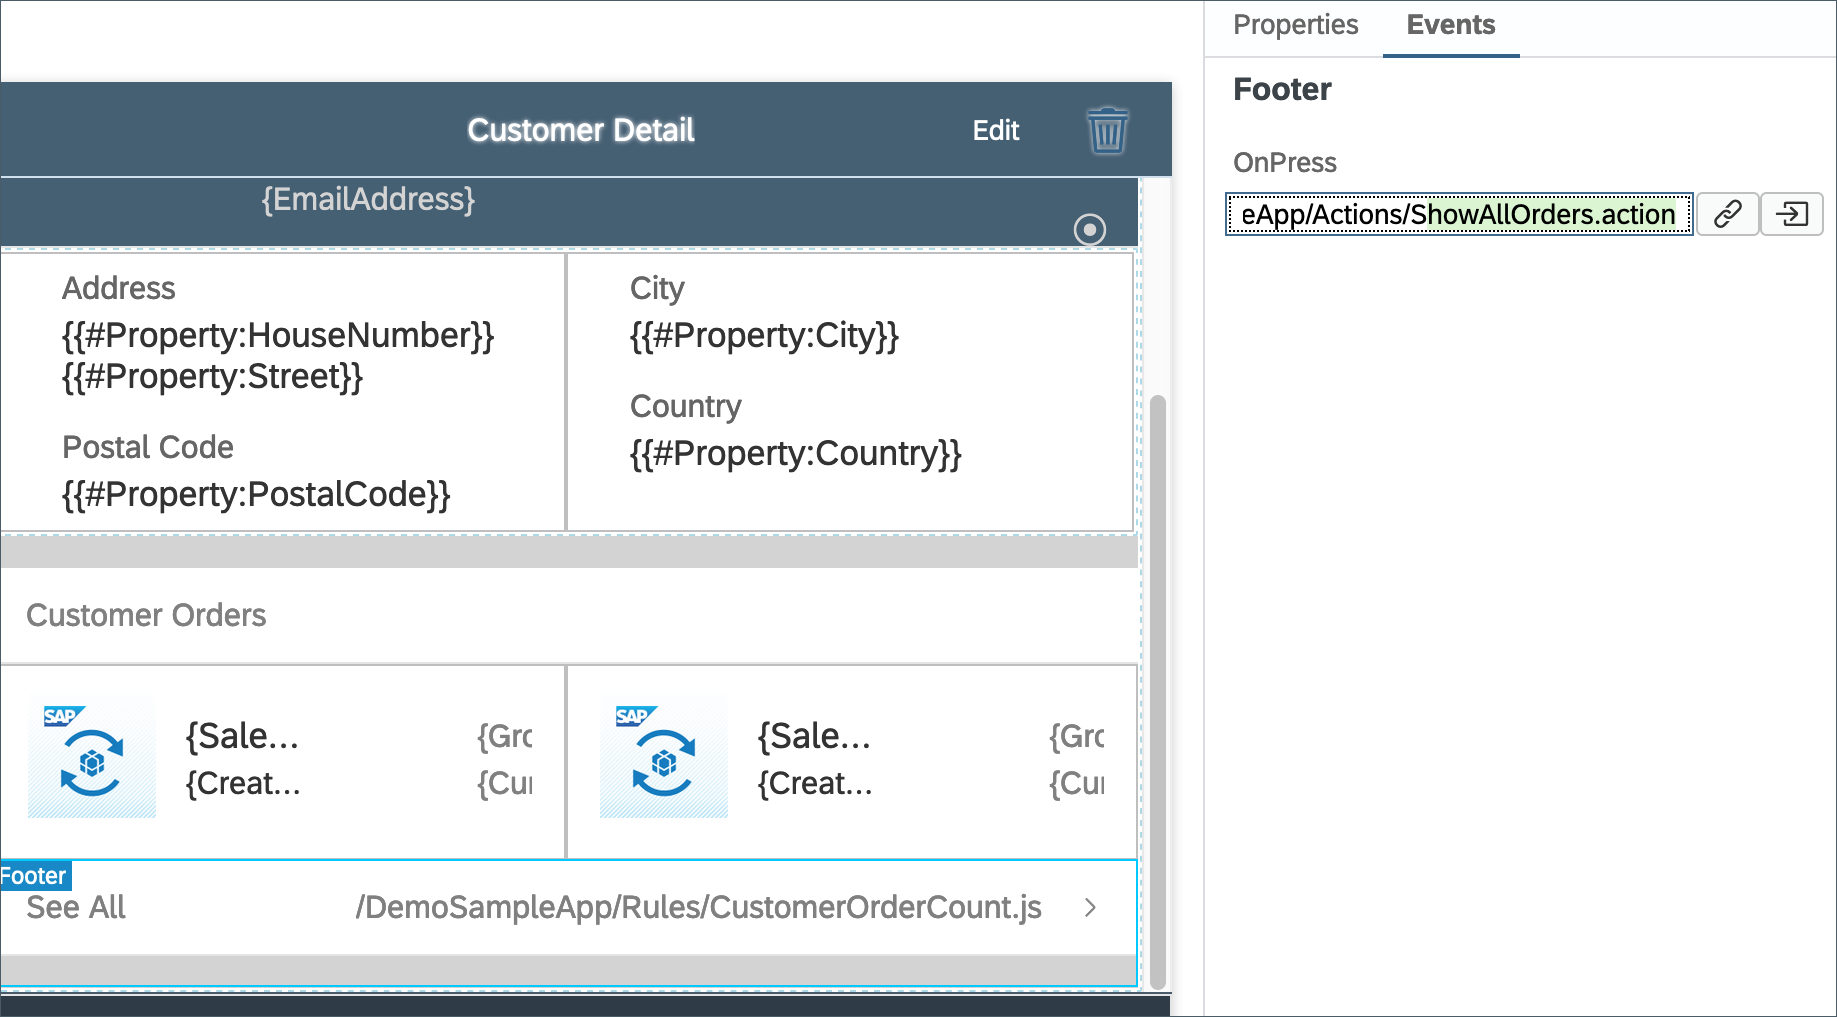 Customer Detail
Edit
{EmailAddress}
Address
{{#Property:HouseNumber}}
{{#Property:Street}}
Postal Code
{{#Property:PostalCode}}
City
{{#Property:City}}
Country
{{#Property:Country}}
Customer Orders
SAP
{Sale...
{Creat...
{Grc
{Cur
SAP
{Sale...
{Creat...
{Grc
{Cur
Footer
See All
/DemoSampleApp/Rules/CustomerOrderCount.js
Properties
Events
Footer
OnPress
eApp/Actions/ShowAllOrders.action